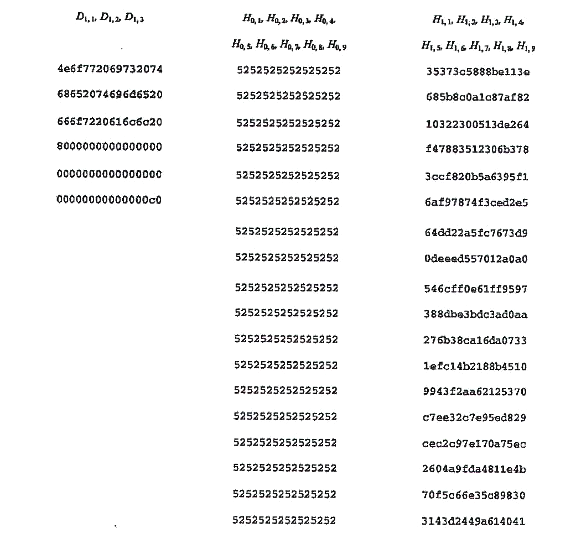 D1,1, D1,2, D1,3 H0,1, H0,2, H0,3, H0,4, H1,1, H1,2, H1,3, H1,4,
H0,5, H0,6, H0,7, H0,8, H0,9 H1,5, H1,6, H1,7, H1,8, H1,9
4e6f772069732074 5252525252525252 35373c5888be113e
68652074696d6520 5252525252525252 685b8c0a1c87af82
666f7220616c6c20 5252525252525252 10322300513de264
8000000000000000 5252525252525252 f47883512306b378
0000000000000000 5252525252525252 3ccf820b5a6395f1
00000000000000c0 5252525252525252 6af97874f3ced2e5
5252525252525252 64dd22a5fc7673d9
5252525252525252 0deeed557012a0a0
5252525252525252 546cff0e61ff9597
5252525252525252 388dbe3bdc3ad0aa
5252525252525252 276b38ca16da0733
5252525252525252 1efc14b2188b4510
5252525252525252 9943f2aa62125370
5252525252525252 c7ee32c7e95ed829
5252525252525252 cec2c97e170a75ec
5252525252525252 2604a9fda4811e4b
5252525252525252 70f5c66e35c89830
5252525252525252 3143d2449a614041